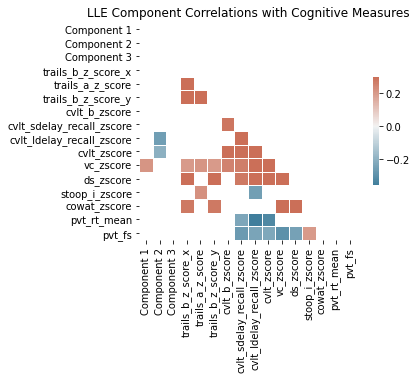 LLE Component Correlations with Cognitive Measures
Component 1
Component 2
Component 3
trails_b_z_score_x
trails_a_z_score
trails_b_z_score_y
cvlt_b_zscore
cvlt_sdelay_recall_zscore
cvlt_ldelay_recall_zscore
cvlt_zscore
vc_zscore
ds_zscore
stoop_i_zscore
cowat_zscore
pvt_rt_mean
pvt_fs
0.2
0.0
−0.2
Component 1
Component 2
Component 3
trails_b_z_score_x
trails_a_z_score
trails_b_z_score_y
cvlt_b_zscore
cvlt_sdelay_recall_zscore
cvlt_ldelay_recall_zscore
cvlt_zscore
vc_zscore
ds_zscore
stoop_i_zscore
cowat_zscore
pvt_rt_mean
pvt_fs